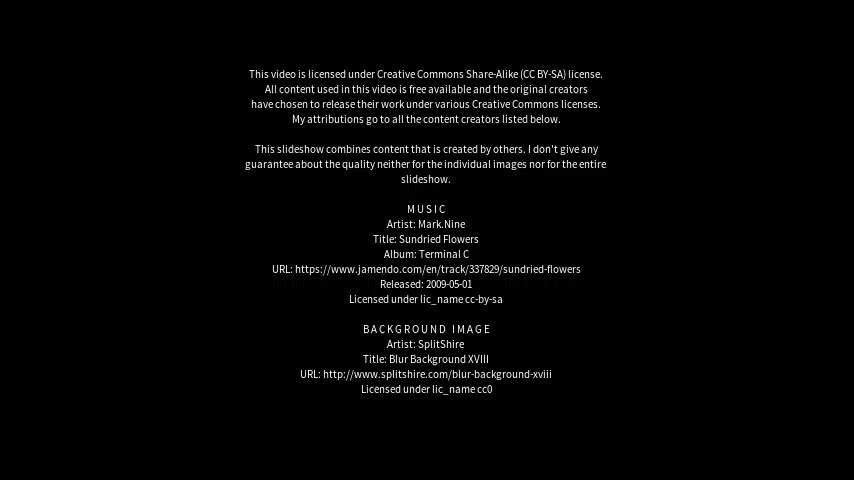 This video is licensed under Creative Commons Share-Alike (CC BY-SA) license.
All content used in this video is free available and the original creators
have chosen to release their work under various Creative Commons licenses.
My attributions go to all the content creators listed below.
This slideshow combines content that is created by others. I don't give any
guarantee about the quality neither for the individual images nor for the entire
slideshow.
MUSIC
Artist: Mark.Nine
Title: Sundried Flowers
Album: Terminal C
URL: https://www.jamendo.com/en/track/337829/sundried-flowers
Released: 2009-05-01
Licensed under lic_name cc-by-sa
BACKGROUND IMAGE
Artist: SplitShire
Title: Blur Background XVIII
URL: http://www.splitshire.com/blur-background-xviii
Licensed under lic_name cc0